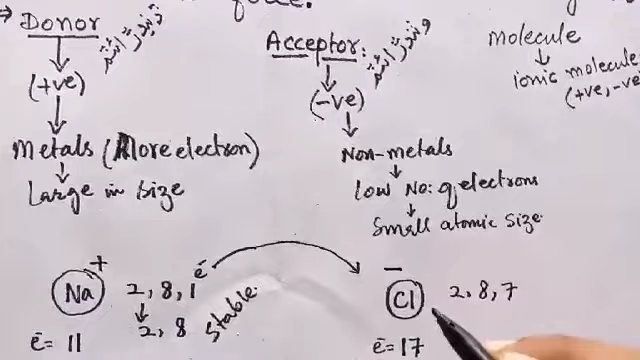 ⇒ Donor
(+ve)
Metals (More electron)
Large in size
Acceptor:
(-ve)
Non-metals
Low No: of electrons
Small atomic size
molecule
ionic molecule
(+ve, -ve
+
Na 2, 8, 1 ē
2, 8 Stable
ē = 11
−
Cl 2, 8, 7
ē = 17